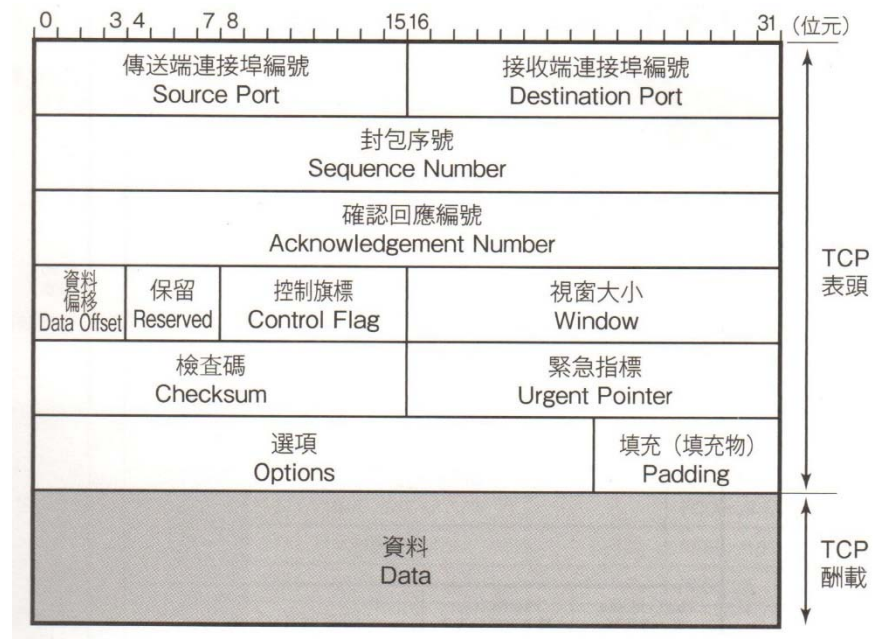 0 3 4 7 8 15 16 31 (位元)
傳送端連接埠編號
Source Port
接收端連接埠編號
Destination Port
封包序號
Sequence Number
確認回應編號
Acknowledgement Number
資料
偏移
Data Offset
保留
Reserved
控制旗標
Control Flag
視窗大小
Window
檢查碼
Checksum
緊急指標
Urgent Pointer
選項
Options
填充（填充物）
Padding
TCP
表頭
資料
Data
TCP
酬載